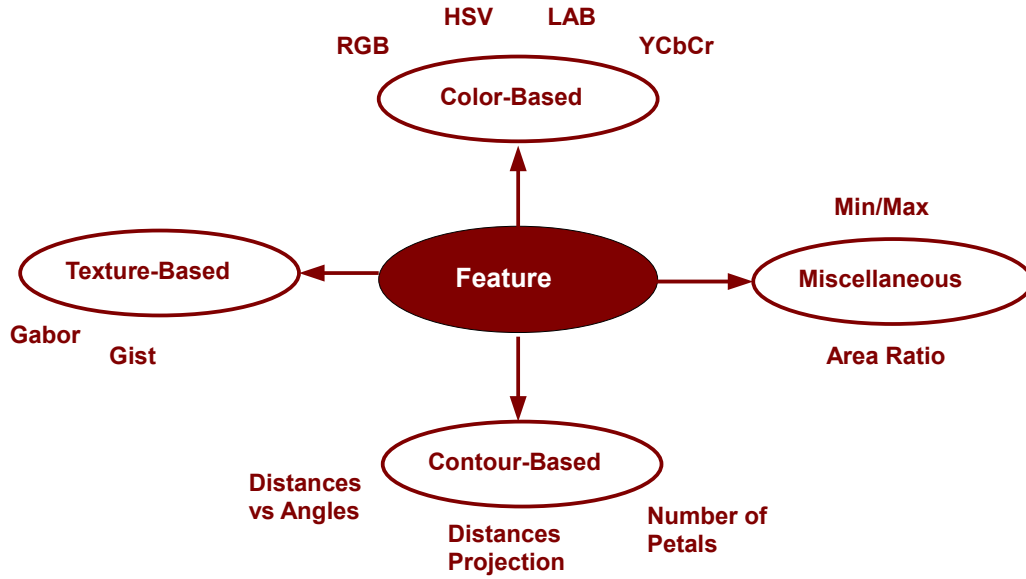 HSV
LAB
RGB
YCbCr
Color-Based
Min/Max
Texture-Based
Feature
Miscellaneous
Gabor
Gist
Area Ratio
Contour-Based
Distances
vs Angles
Distances
Projection
Number of
Petals